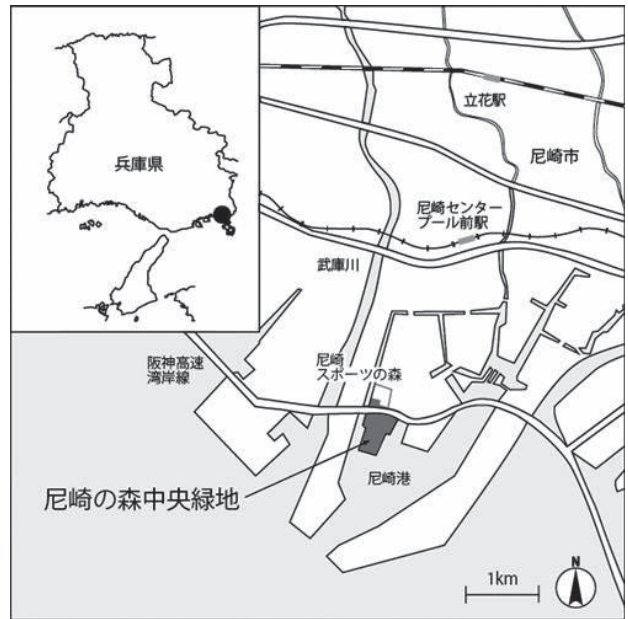 兵庫県
立花駅
尼崎市
尼崎センター
プール前駅
武庫川
阪神高速
湾岸線
尼崎
スポーツの森
尼崎港
尼崎の森中央緑地
1km
N